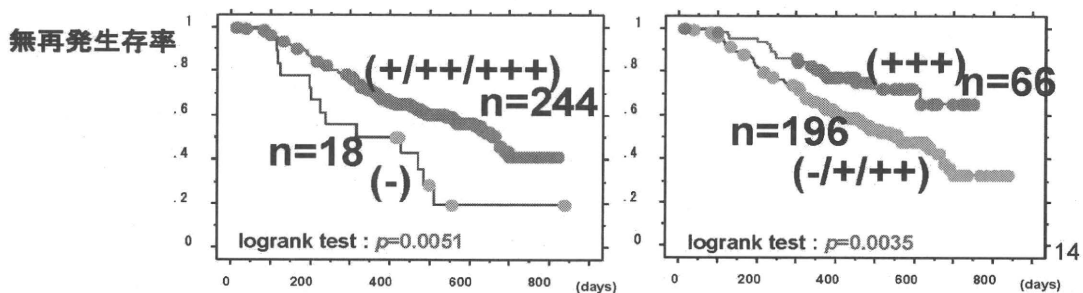 無再発生存率
1
.8
.6
.4
.2
0
(+/++/+++)
n=244
n=18
(-)
logrank test : p=0.0051
0 200 400 600 800 (days)
1
.8
.6
.4
.2
0
(+++)
n=66
n=196
(-/+/++)
logrank test : p=0.0035
0 200 400 600 800 (days)
14